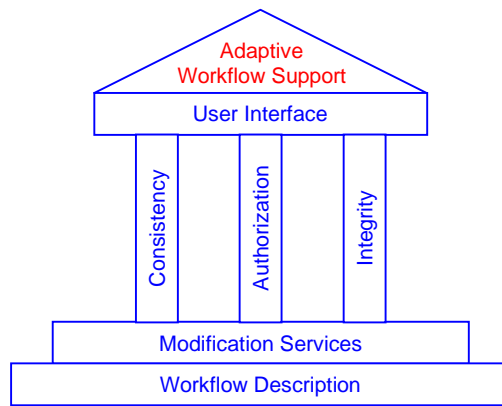 Adaptive
Workflow Support
User Interface
Consistency
Authorization
Integrity
Modification Services
Workflow Description